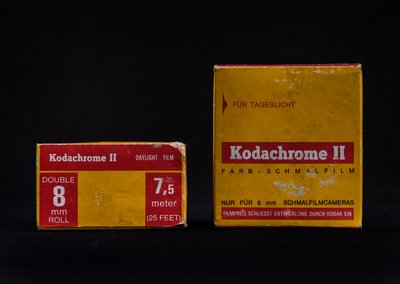 Kodachrome II DAYLIGHT FILM
DOUBLE
8
mm
ROLL
7,5
meter
(25 FEET)
FÜR TAGESLICHT
Kodachrome II
FARB-SCHMALFILM
NUR FÜR 8 mm SCHMALFILMCAMERAS
FILMPREIS SCHLIESST ENTWICKLUNG DURCH KODAK EIN